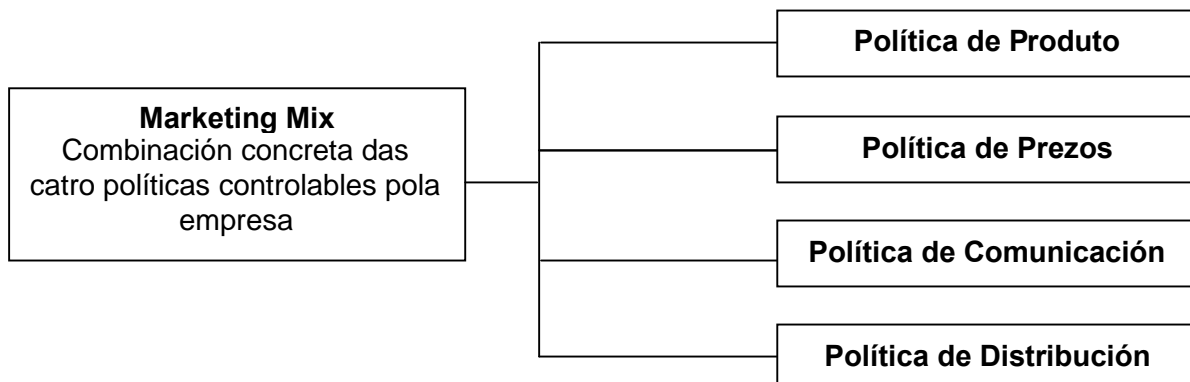 Marketing Mix
Combinación concreta das
catro políticas controlables pola
empresa
Política de Produto
Política de Prezos
Política de Comunicación
Política de Distribución